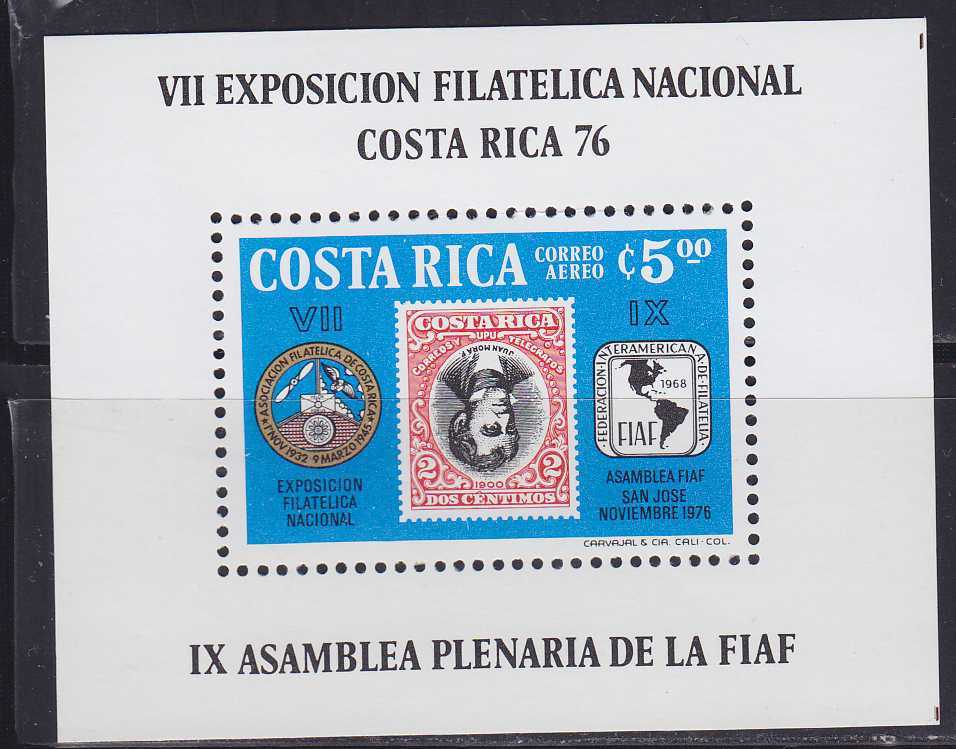 VII EXPOSICION FILATELICA NACIONAL
COSTA RICA 76
COSTA RICA
CORREO
AEREO
₡5.00
VII
IX
ASOCIACION FILATELICA DE COSTA RICA
1º NOV 1932 9 MARZO 1945
EXPOSICION
FILATELICA
NACIONAL
COSTA RICA
CORREOS Y UPU TELEGRAFOS
JUAN MORA F.
2 2
1900
DOS CÉNTIMOS
FEDERACION·INTERAMERICANA·DE·FILATELIA
1968
FIAF
ASAMBLEA FIAF
SAN JOSE
NOVIEMBRE 1976
CARVAJAL & CIA. CALI-COL.
IX ASAMBLEA PLENARIA DE LA FIAF